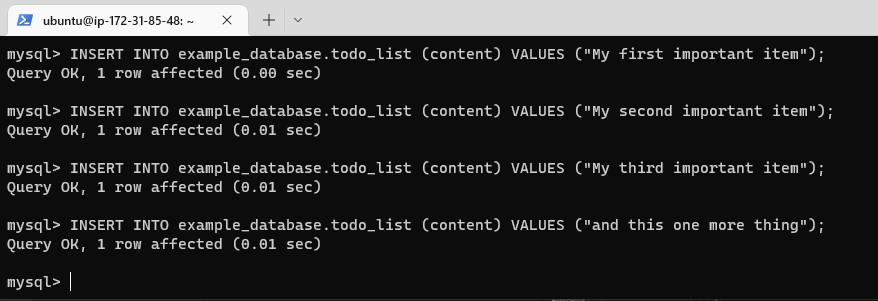 ubuntu@ip-172-31-85-48: ~
mysql> INSERT INTO example_database.todo_list (content) VALUES ("My first important item");
Query OK, 1 row affected (0.00 sec)
mysql> INSERT INTO example_database.todo_list (content) VALUES ("My second important item");
Query OK, 1 row affected (0.01 sec)
mysql> INSERT INTO example_database.todo_list (content) VALUES ("My third important item");
Query OK, 1 row affected (0.01 sec)
mysql> INSERT INTO example_database.todo_list (content) VALUES ("and this one more thing");
Query OK, 1 row affected (0.01 sec)
mysql>